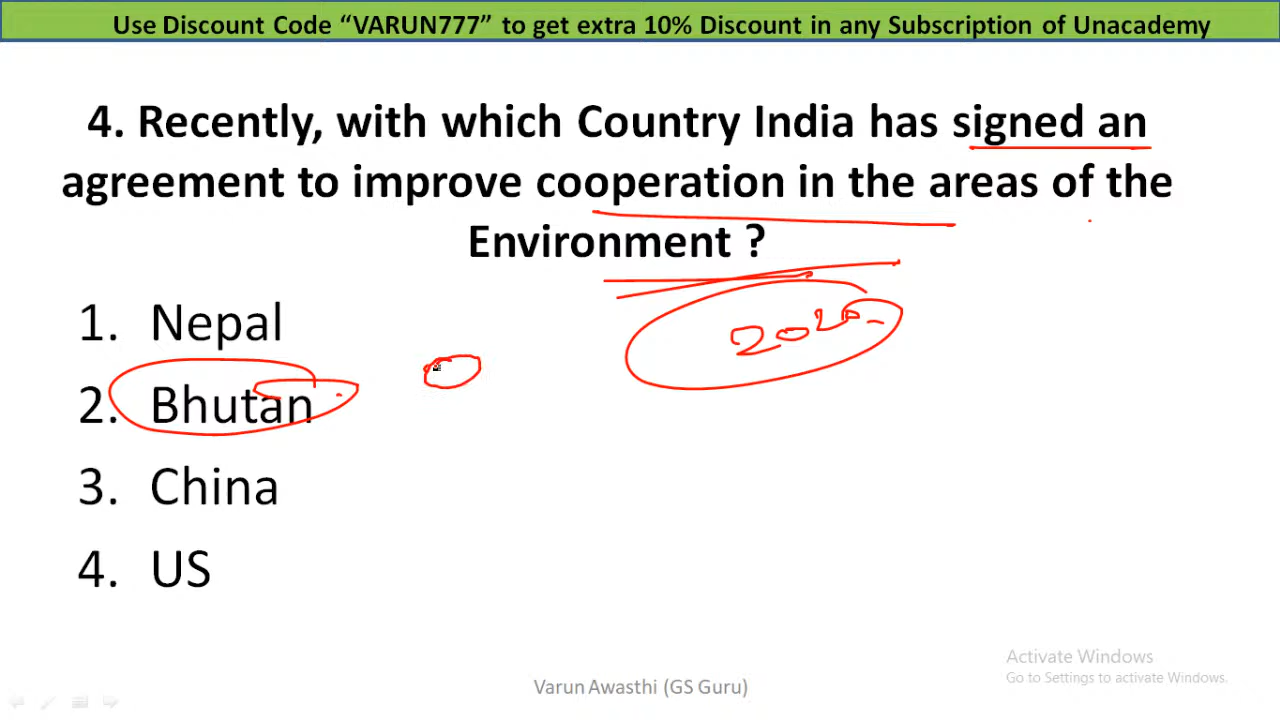 Use Discount Code “VARUN777” to get extra 10% Discount in any Subscription of Unacademy
4. Recently, with which Country India has signed an
agreement to improve cooperation in the areas of the
Environment ?
2020
1. Nepal
2. Bhutan
3. China
4. US
Activate Windows
Go to Settings to activate Windows.
Varun Awasthi (GS Guru)